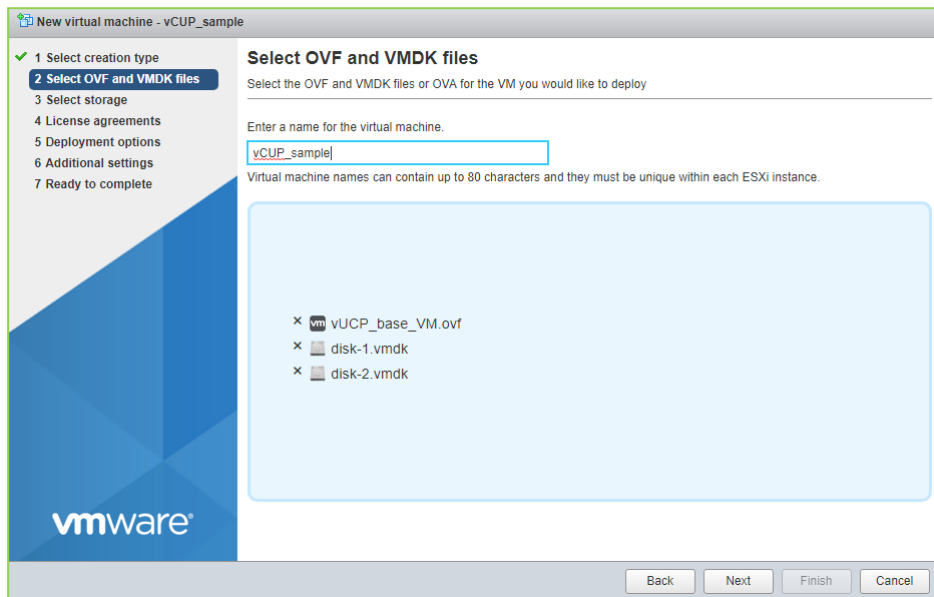 New virtual machine - vCUP_sample
1 Select creation type
2 Select OVF and VMDK files
3 Select storage
4 License agreements
5 Deployment options
6 Additional settings
7 Ready to complete
vmware®
Select OVF and VMDK files
Select the OVF and VMDK files or OVA for the VM you would like to deploy
Enter a name for the virtual machine.
vCUP_sample
Virtual machine names can contain up to 80 characters and they must be unique within each ESXi instance.
vm vUCP_base_VM.ovf
disk-1.vmdk
disk-2.vmdk
Back Next Finish Cancel